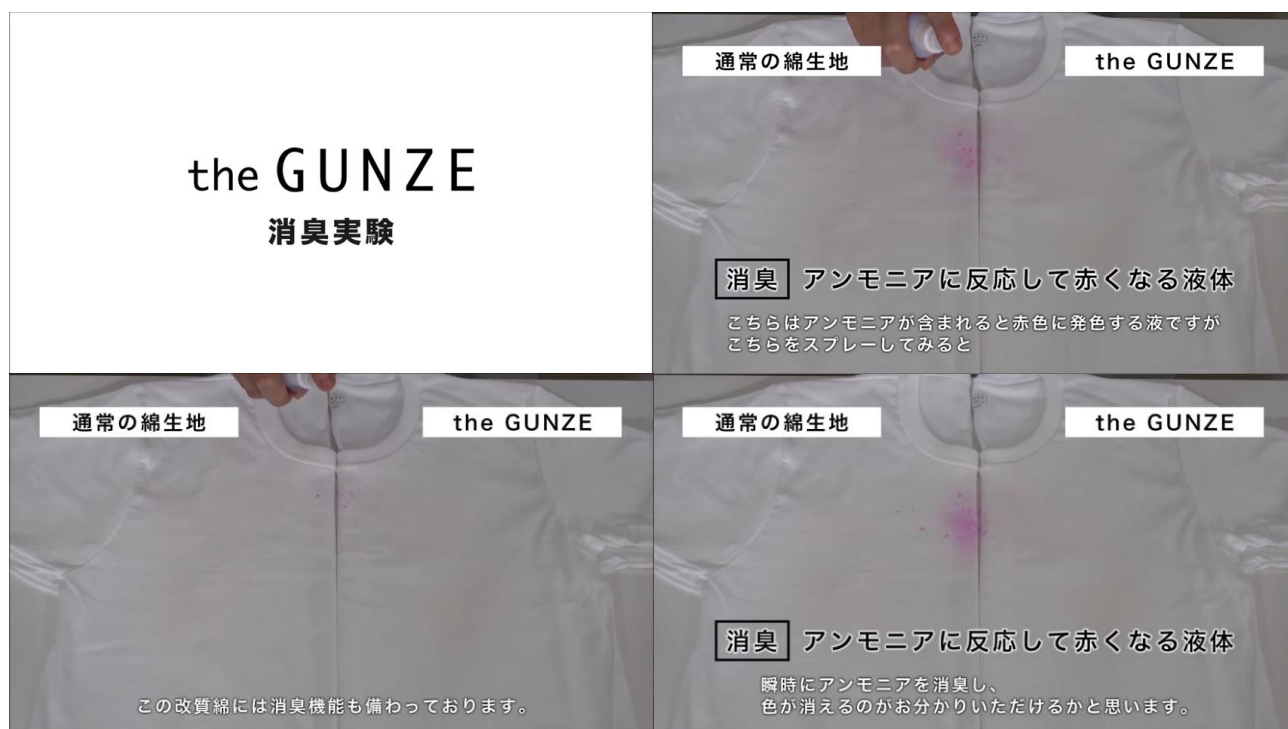 the GUNZE
消臭実験
通常の綿生地
the GUNZE
消臭 アンモニアに反応して赤くなる液体
こちらはアンモニアが含まれると赤色に発色する液ですが
こちらをスプレーしてみると
通常の綿生地
the GUNZE
この改質綿には消臭機能も備わっております。
通常の綿生地
the GUNZE
消臭 アンモニアに反応して赤くなる液体
瞬時にアンモニアを消臭し、
色が消えるのがお分かりいただけるかと思います。